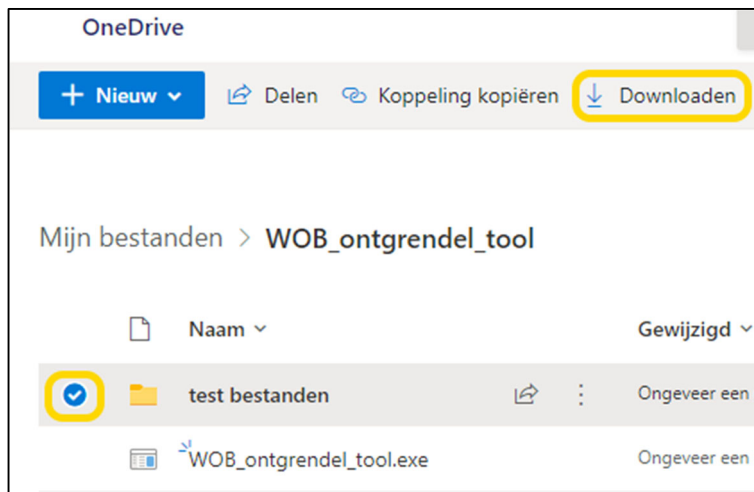 OneDrive
Nieuw Delen Koppeling kopiëren Downloaden
Mijn bestanden > WOB_ontgrendel_tool
Naam Gewijzigd
test bestanden Ongeveer een
WOB_ontgrendel_tool.exe Ongeveer een